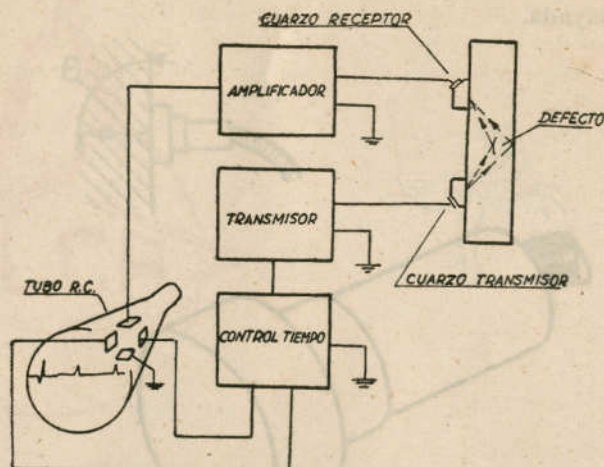 CUARZO RECEPTOR
AMPLIFICADOR
DEFECTO
TRANSMISOR
CUARZO TRANSMISOR
TUBO R.C.
CONTROL TIEMPO